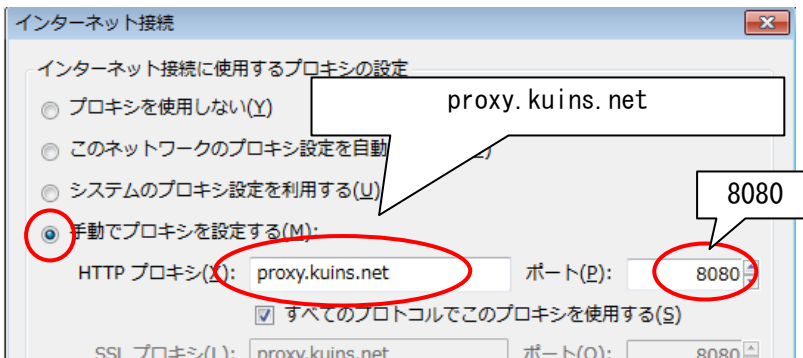 インターネット接続
インターネット接続に使用するプロキシの設定
プロキシを使用しない(Y)
proxy.kuins.net
このネットワークのプロキシ設定を自動
システムのプロキシ設定を利用する(U)
8080
手動でプロキシを設定する(M):
HTTP プロキシ(X): proxy.kuins.net ポート(P): 8080
すべてのプロトコルでこのプロキシを使用する(S)
SSL プロキシ(L): proxy.kuins.net ポート(O): 8080